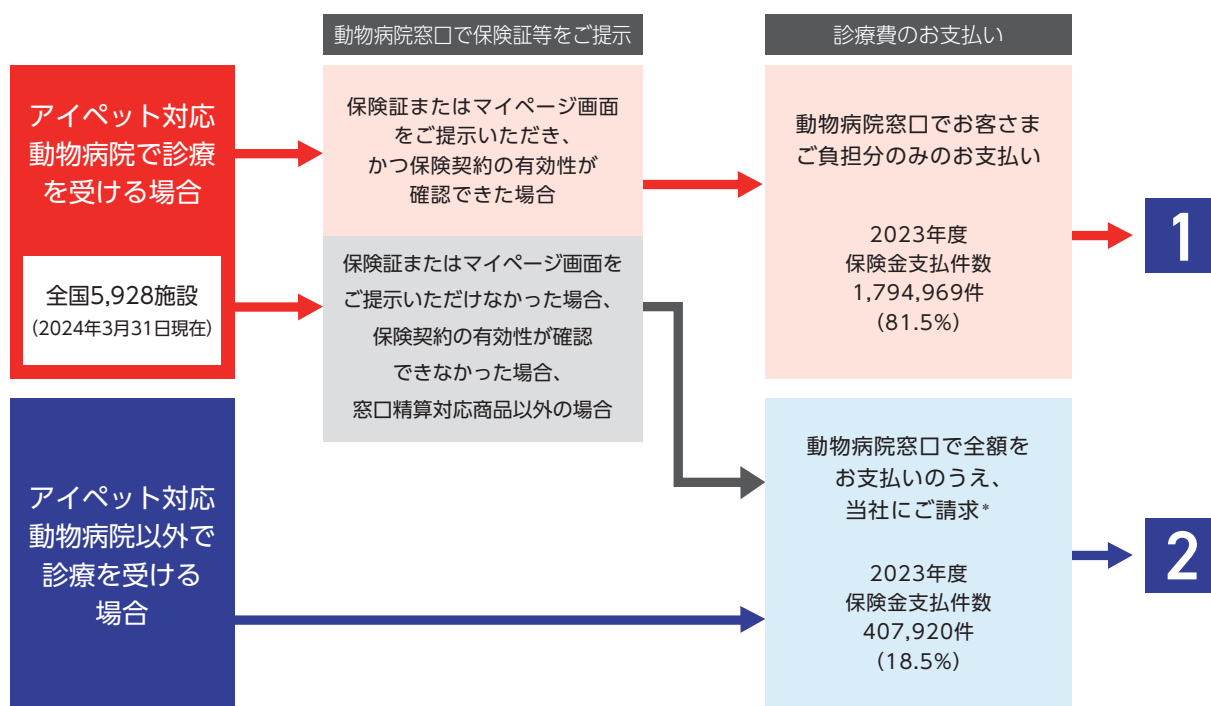 動物病院窓口で保険証等をご提示
診療費のお支払い
アイペット対応
動物病院で診療
を受ける場合
全国5,928施設
(2024年3月31日現在)
保険証またはマイページ画面
をご提示いただき、
かつ保険契約の有効性が
確認できた場合
保険証またはマイページ画面を
ご提示いただけなかった場合、
保険契約の有効性が確認
できなかった場合、
窓口精算対応商品以外の場合
動物病院窓口でお客さま
ご負担分のみのお支払い
2023年度
保険金支払件数
1,794,969件
(81.5%)
1
アイペット対応
動物病院以外で
診療を受ける
場合
動物病院窓口で全額を
お支払いのうえ、
当社にご請求*
2023年度
保険金支払件数
407,920件
(18.5%)
2